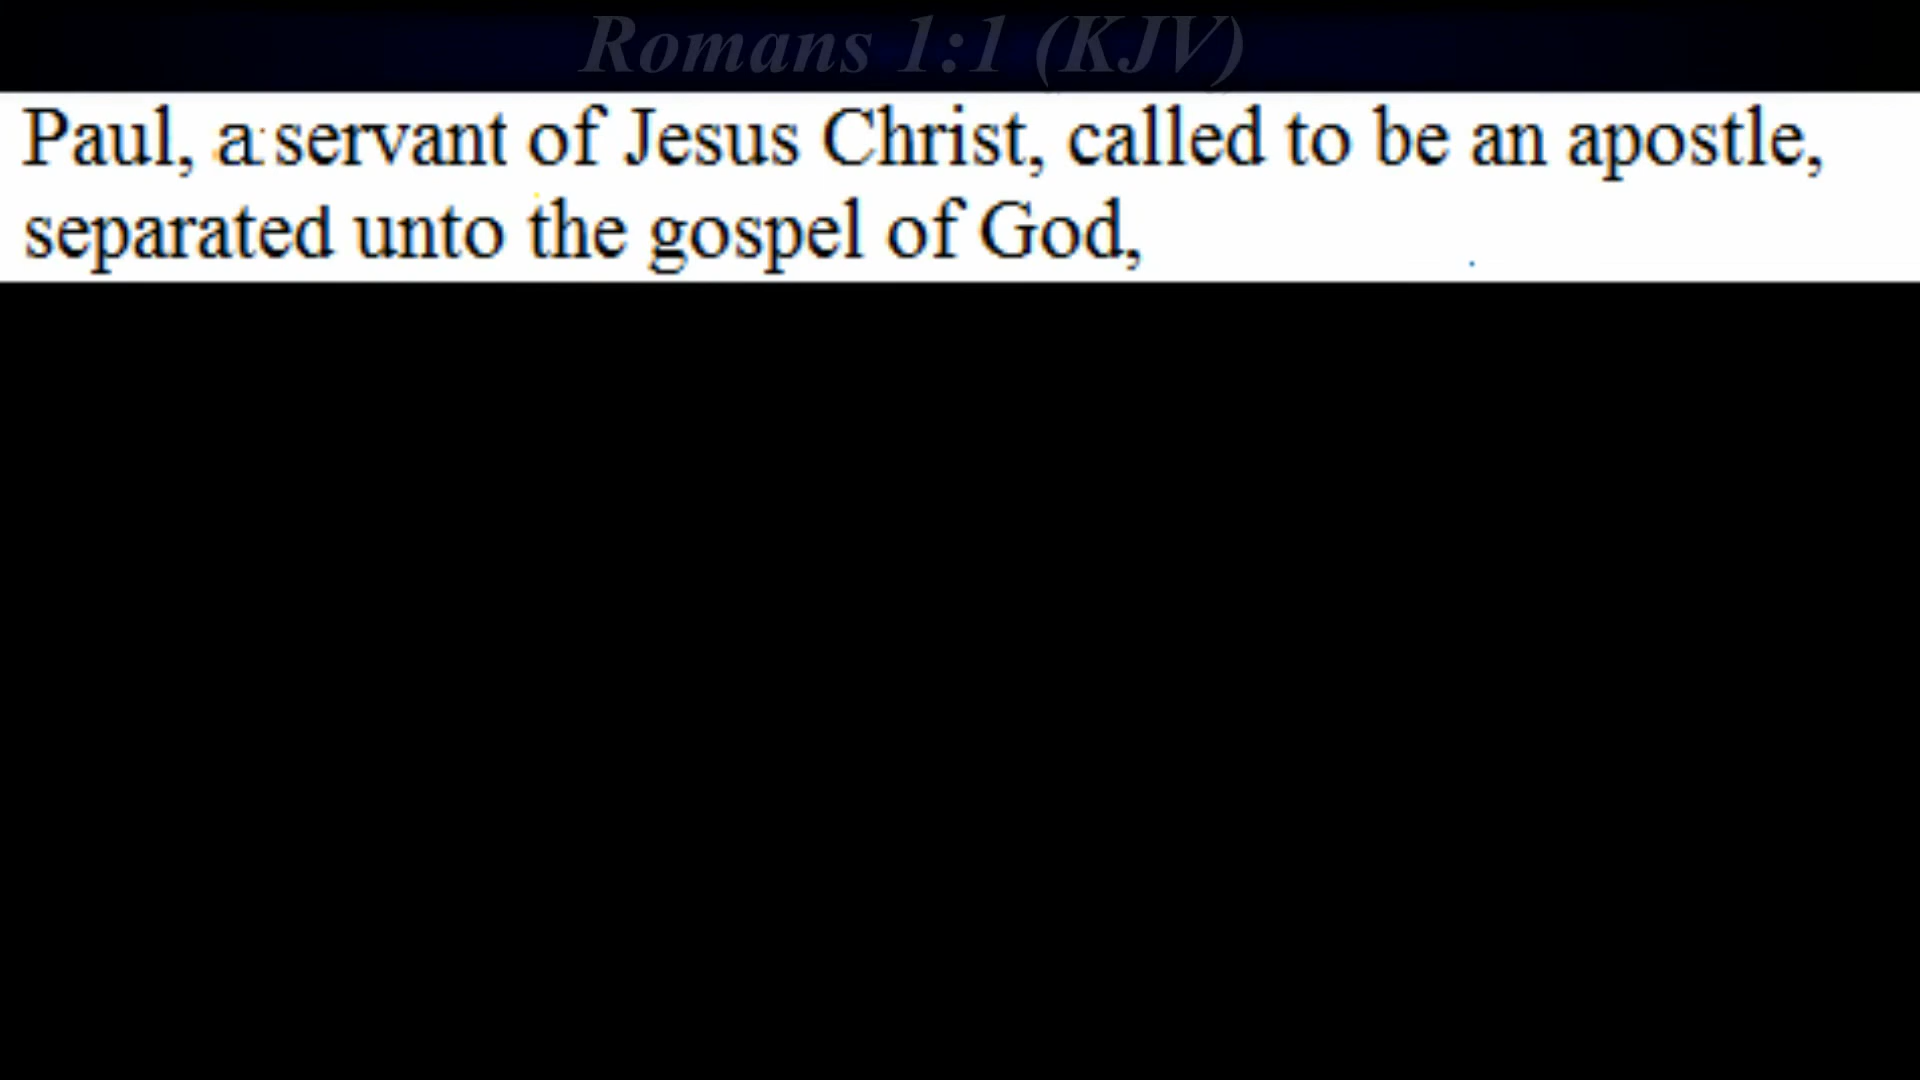 Romans 1:1 (KJV)
Paul, a servant of Jesus Christ, called to be an apostle,
separated unto the gospel of God,